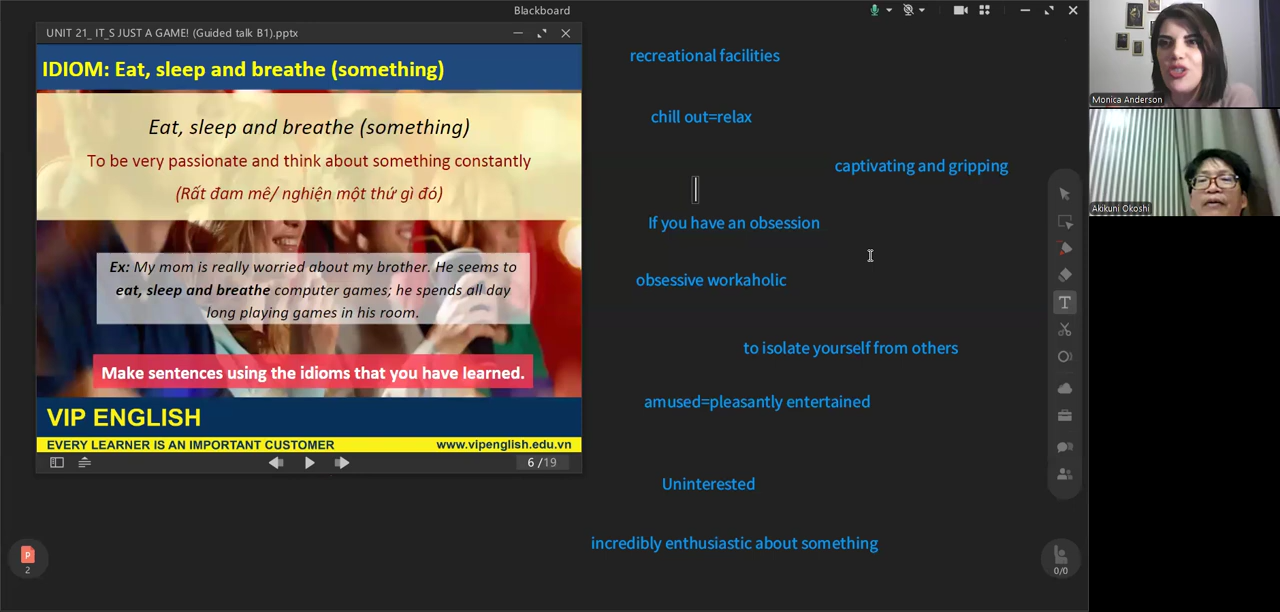 Blackboard
UNIT 21_ IT_S JUST A GAME! (Guided talk B1).pptx
IDIOM: Eat, sleep and breathe (something)
Eat, sleep and breathe (something)
To be very passionate and think about something constantly
(Rất đam mê/ nghiện một thứ gì đó)
Ex: My mom is really worried about my brother. He seems to
eat, sleep and breathe computer games; he spends all day
long playing games in his room.
Make sentences using the idioms that you have learned.
VIP ENGLISH
EVERY LEARNER IS AN IMPORTANT CUSTOMER
www.vipenglish.edu.vn
6 /19
P
2
recreational facilities
chill out=relax
captivating and gripping
If you have an obsession
obsessive workaholic
to isolate yourself from others
amused=pleasantly entertained
Uninterested
incredibly enthusiastic about something
T
0/0
Monica Anderson
Akikuni Okoshi